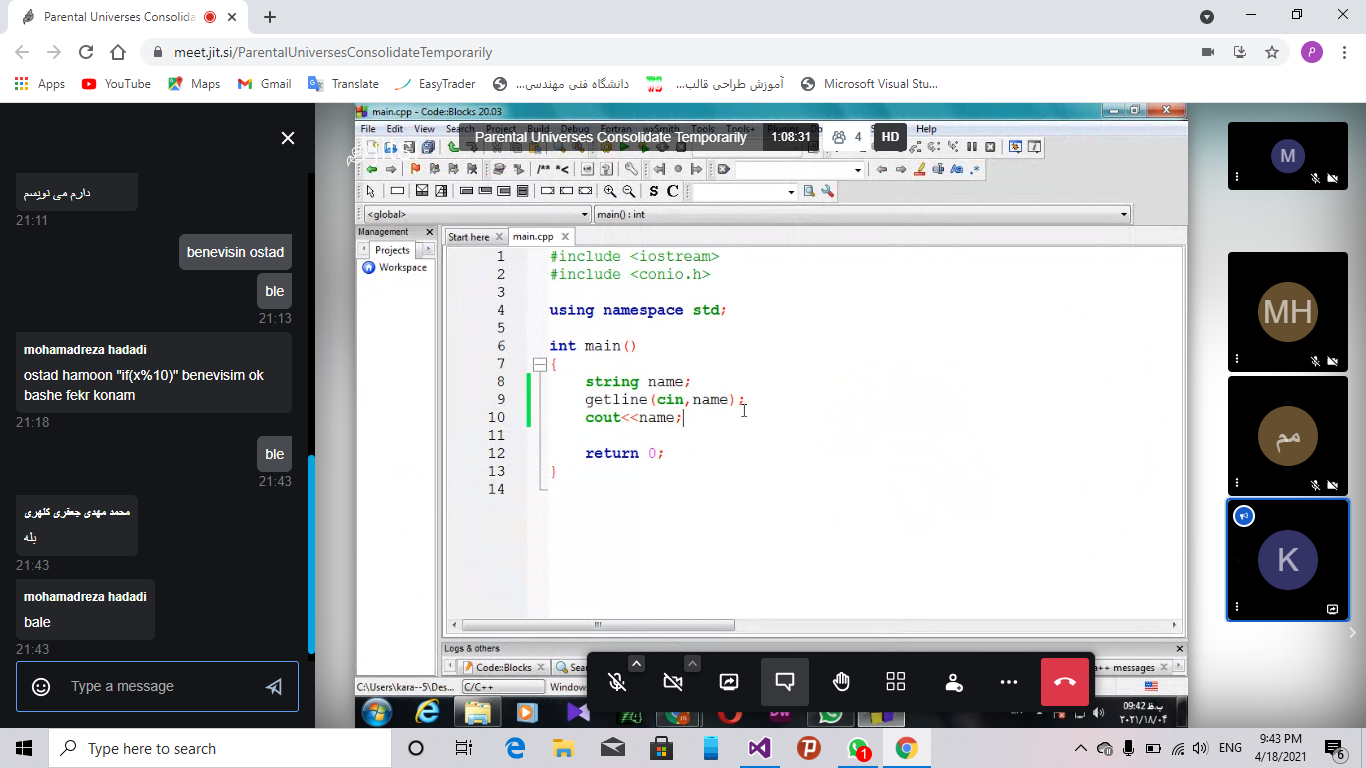 Parental Universes Consolida
meet.jit.si/ParentalUniversesConsolidateTemporarily
P
Apps
YouTube
Maps
Gmail
Translate
EasyTrader
دانشگاه فنی مهندسی...
آموزش طراحی قالب...
Microsoft Visual Stu...
دارم می نویسم
21:11
benevisin ostad
ble
21:13
mohamadreza hadadi
ostad hamoon "if(x%10)" benevisim ok
bashe fekr konam
21:18
ble
21:43
محمد مهدی جعفری کلهری
بله
21:43
mohamadreza hadadi
bale
21:43
Type a message
main.cpp - Code::Blocks 20.03
File Edit View Search Project Build Debug Fortran wxSmith Tools Tools+ Help
Parental Universes Consolidate Temporarily
1:08:31
4
HD
<global>
main() : int
Management
Projects
Workspace
Start here
main.cpp
1 #include <iostream>
2 #include <conio.h>
3
4 using namespace std;
5
6 int main()
7 {
8 string name;
9 getline(cin,name);
10 cout<<name;
11
12 return 0;
13 }
14
Logs & others
Code::Blocks
Sea
messages
C:\Users\kara--5\Des...
C/C++
Window
09:42 ب.ظ
M
MH
مم
K
Type here to search
1
ENG
9:43 PM
4/18/2021
6